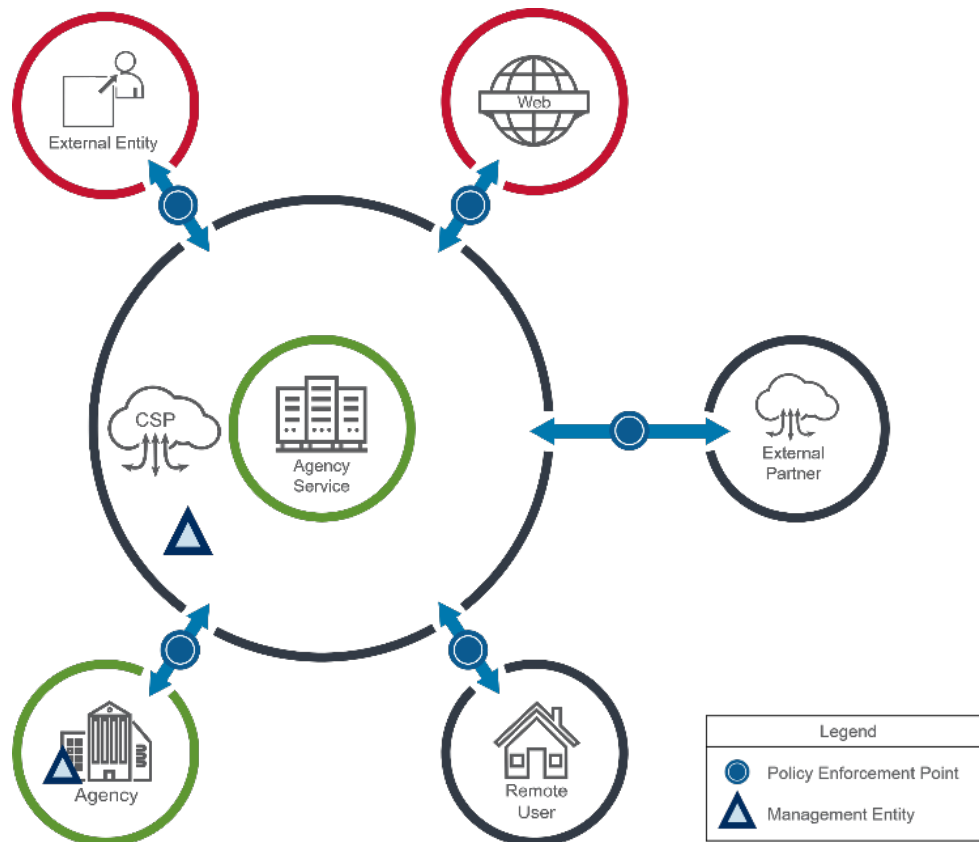 External Entity
Web
CSP
Agency
Service
External
Partner
Agency
Remote
User
Legend
Policy Enforcement Point
Management Entity